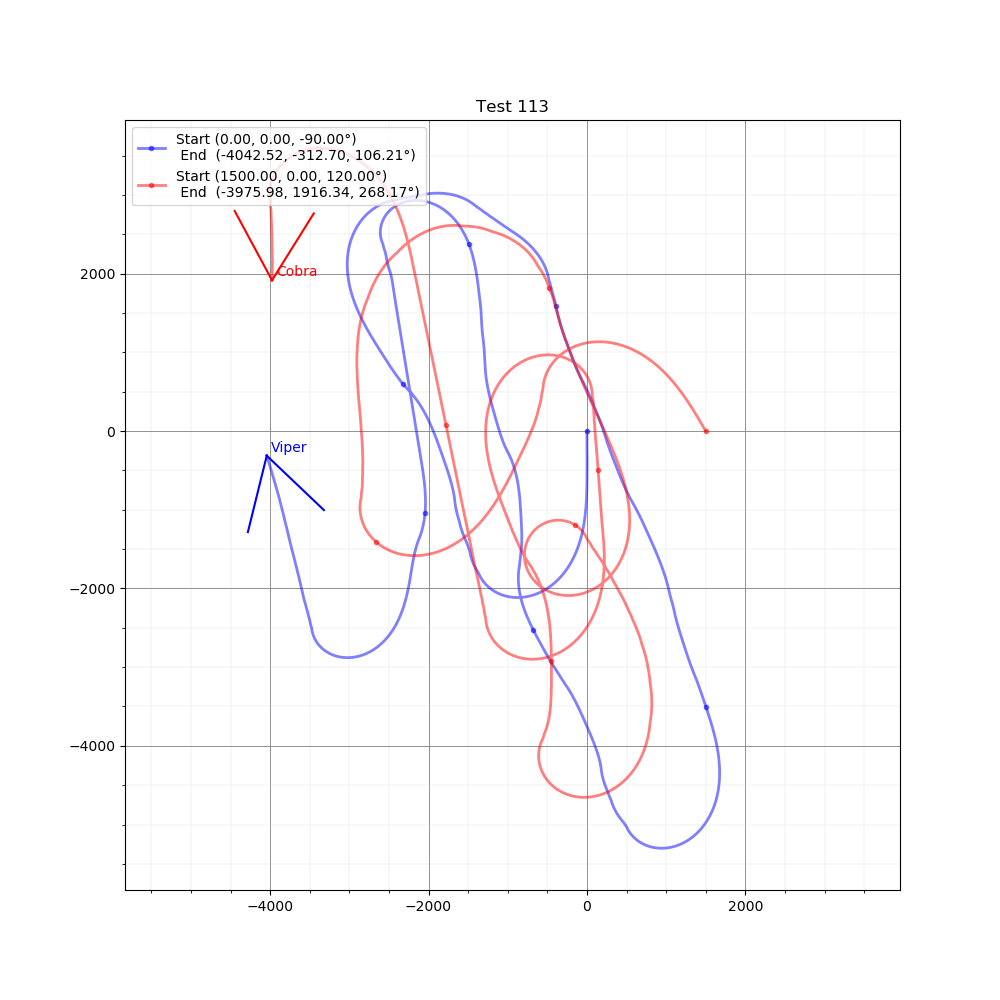 Test 113
Start (0.00, 0.00, -90.00°)
End  (-4042.52, -312.70, 106.21°)
Start (1500.00, 0.00, 120.00°)
End  (-3975.98, 1916.34, 268.17°)
Cobra
Viper
2000
0
−2000
−4000
−4000
−2000
0
2000